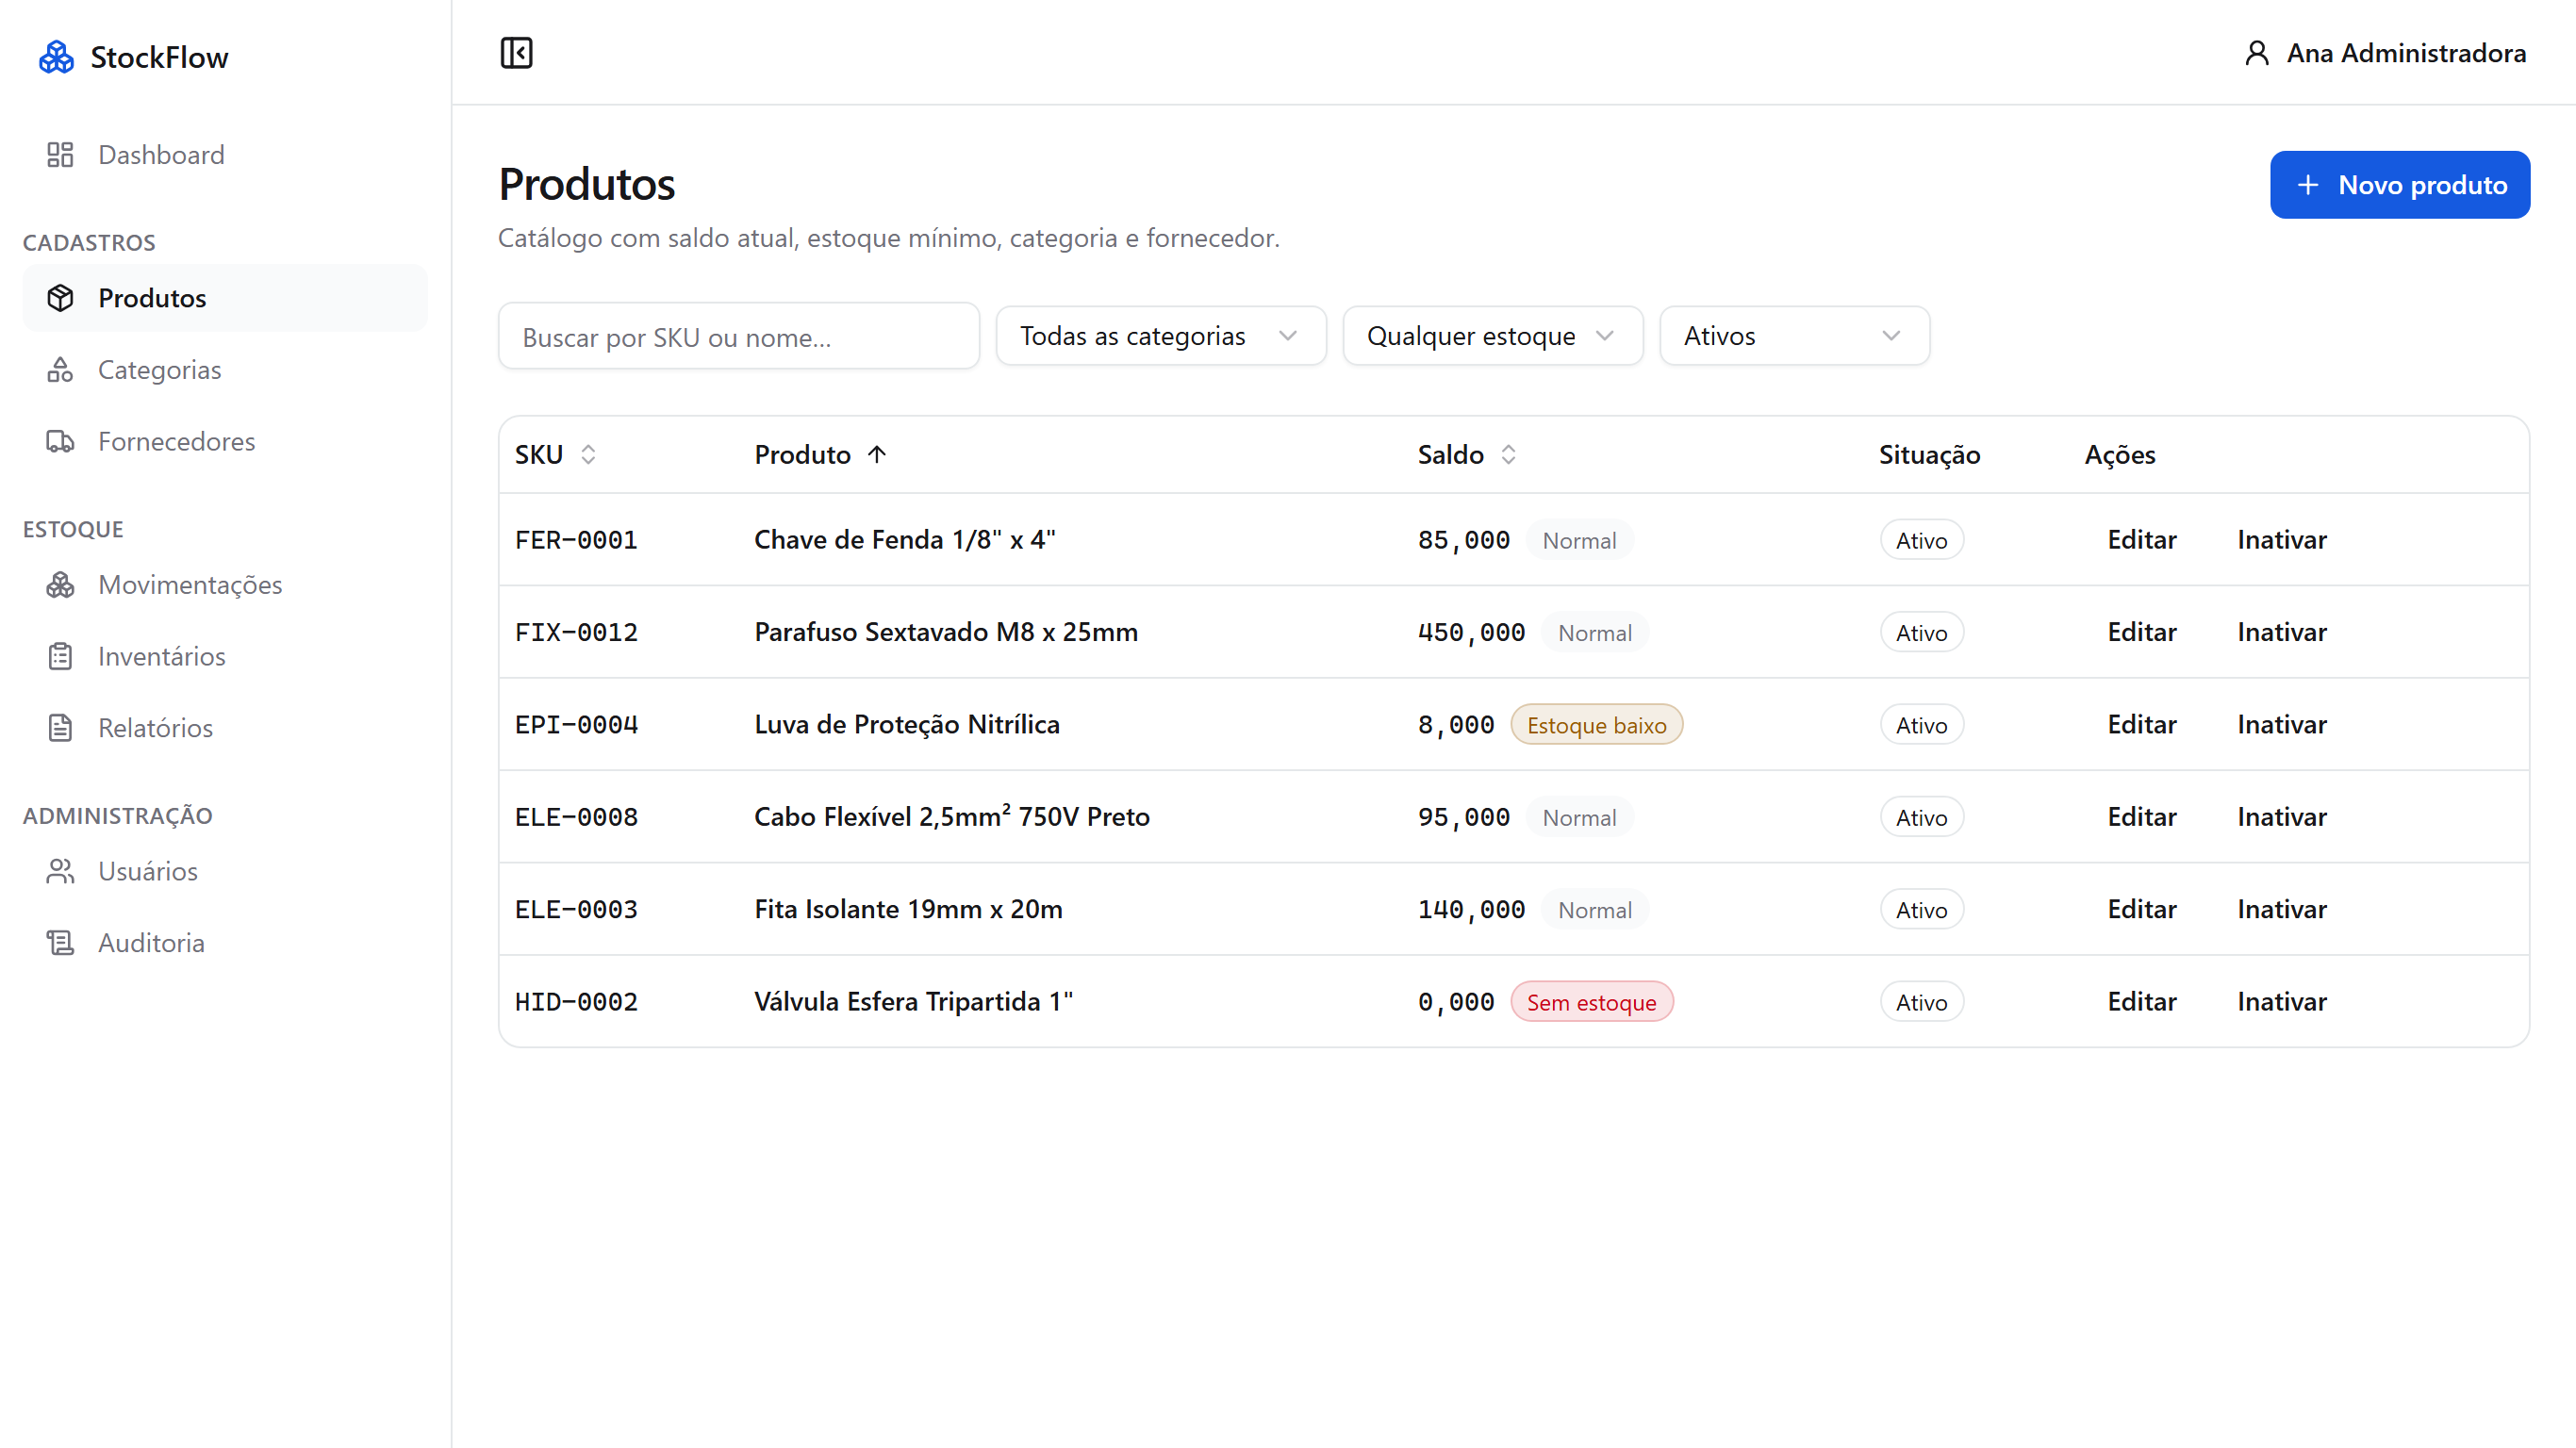 StockFlow
Dashboard
CADASTROS
Produtos
Categorias
Fornecedores
ESTOQUE
Movimentações
Inventários
Relatórios
ADMINISTRAÇÃO
Usuários
Auditoria
Ana Administradora
Produtos
Catálogo com saldo atual, estoque mínimo, categoria e fornecedor.
Novo produto
Buscar por SKU ou nome... Todas as categorias Qualquer estoque Ativos
SKU Produto Saldo Situação Ações
FER-0001 Chave de Fenda 1/8" x 4" 85,000 Normal Ativo Editar Inativar
FIX-0012 Parafuso Sextavado M8 x 25mm 450,000 Normal Ativo Editar Inativar
EPI-0004 Luva de Proteção Nitrílica 8,000 Estoque baixo Ativo Editar Inativar
ELE-0008 Cabo Flexível 2,5mm² 750V Preto 95,000 Normal Ativo Editar Inativar
ELE-0003 Fita Isolante 19mm x 20m 140,000 Normal Ativo Editar Inativar
HID-0002 Válvula Esfera Tripartida 1" 0,000 Sem estoque Ativo Editar Inativar